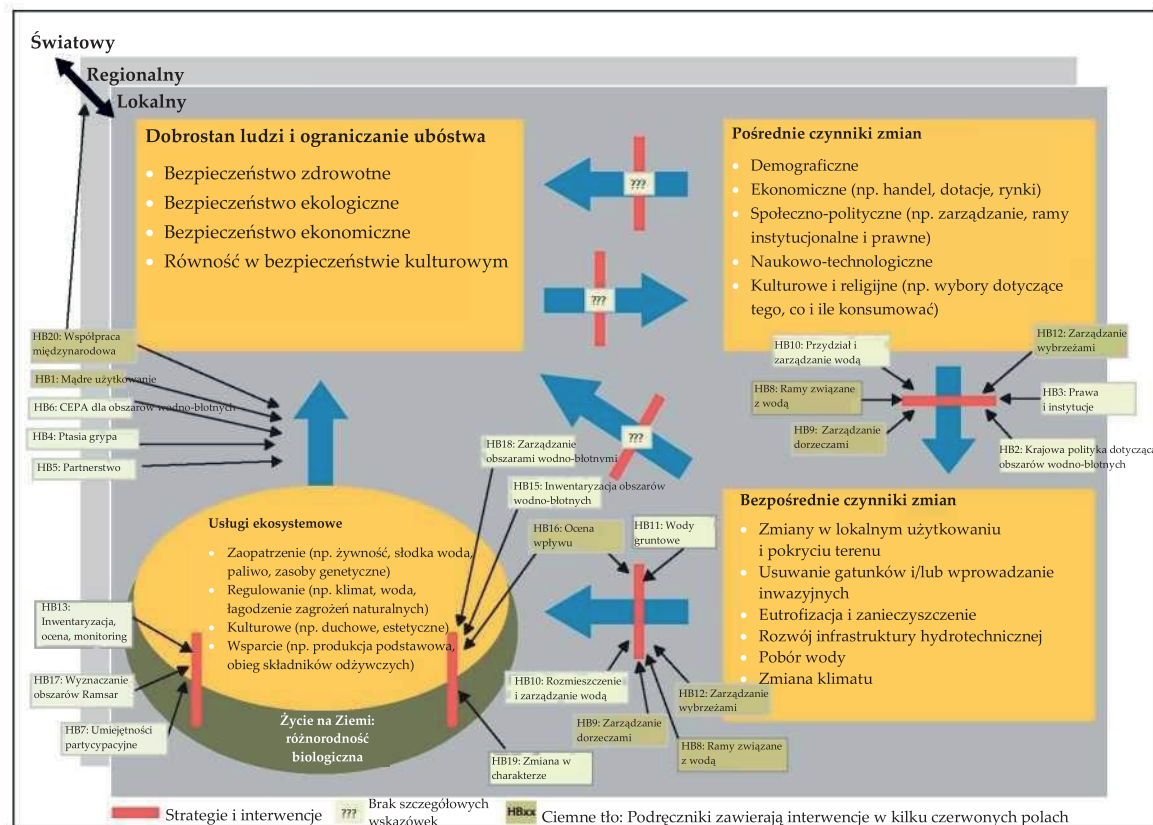 Światowy
Regionalny
Lokalny
Dobrostan ludzi i ograniczanie ubóstwa
• Bezpieczeństwo zdrowotne
• Bezpieczeństwo ekologiczne
• Bezpieczeństwo ekonomiczne
• Równość w bezpieczeństwie kulturowym
???
???
Pośrednie czynniki zmian
• Demograficzne
• Ekonomiczne (np. handel, dotacje, rynki)
• Społeczno-polityczne (np. zarządzanie, ramy
instytucjonalne i prawne)
• Naukowo-technologiczne
• Kulturowe i religijne (np. wybory dotyczące
tego, co i ile konsumować)
HB20: Współpraca
międzynarodowa
HB1: Mądre użytkowanie
HB6: CEPA dla obszarów wodno-błotnych
HB4: Ptasia grypa
HB5: Partnerstwo
HB10: Przydział i
zarządzanie wodą
HB12: Zarządzanie
wybrzeżami
HB8: Ramy związane
z wodą
HB3: Prawa
i instytucje
HB9: Zarządzanie
dorzeczami
HB2: Krajowa polityka dotycząca
obszarów wodno-błotnych
???
HB18: Zarządzanie
obszarami wodno-błotnymi
HB15: Inwentaryzacja obszarów
wodno-błotnych
HB16: Ocena
wpływu
HB11: Wody
gruntowe
Usługi ekosystemowe
• Zaopatrzenie (np. żywność, słodka woda,
paliwo, zasoby genetyczne)
• Regulowanie (np. klimat, woda,
łagodzenie zagrożeń naturalnych)
• Kulturowe (np. duchowe, estetyczne)
• Wsparcie (np. produkcja podstawowa,
obieg składników odżywczych)
Bezpośrednie czynniki zmian
• Zmiany w lokalnym użytkowaniu
i pokryciu terenu
• Usuwanie gatunków i/lub wprowadzanie
inwazyjnych
• Eutrofizacja i zanieczyszczenie
• Rozwój infrastruktury hydrotechnicznej
• Pobór wody
• Zmiana klimatu
HB13:
Inwentaryzacja,
ocena, monitoring
HB17: Wyznaczanie
obszarów Ramsar
HB7: Umiejętności
partycypacyjne
Życie na Ziemi:
różnorodność
biologiczna
HB10: Rozmieszczenie
i zarządzanie wodą
HB12: Zarządzanie
wybrzeżami
HB9: Zarządzanie
dorzeczami
HB8: Ramy związane
z wodą
HB19: Zmiana w
charakterze
Strategie i interwencje
???
Brak szczegółowych
wskazówek
HBxx
Ciemne tło: Podręczniki zawierają interwencje w kilku czerwonych polach